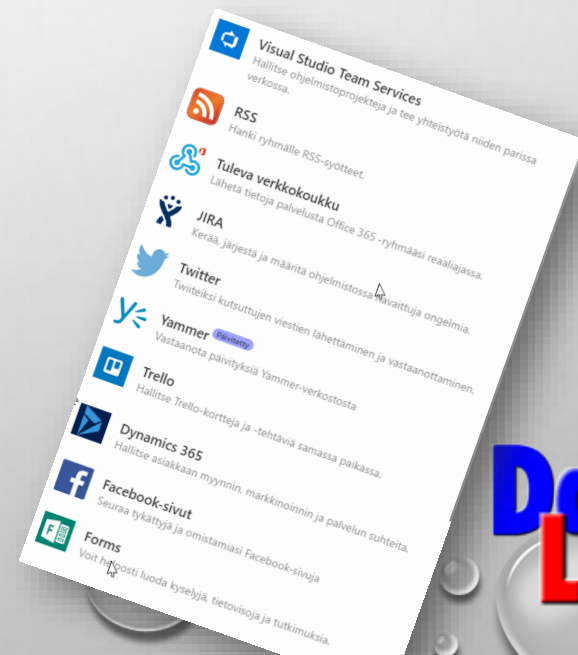 Visual Studio Team Services
Hallitse ohjelmistoprojekteja ja tee yhteistyötä niiden parissa
verkossa.
RSS
Hanki ryhmälle RSS-syötteet.
Tuleva verkkokoukku
Lähetä tietoja palvelusta Office 365 -ryhmääsi reaaliajassa.
JIRA
Kerää, järjestä ja määritä ohjelmistossa havaittuja ongelmia.
Twitter
Twiiteiksi kutsuttujen viestien lähettäminen ja vastaanottaminen.
Yammer Päivitetty
Vastaanota päivityksiä Yammer-verkostosta
Trello
Hallitse Trello-kortteja ja -tehtäviä samassa paikassa.
Dynamics 365
Hallitse asiakkaan myynnin, markkinoinnin ja palvelun suhteita.
Facebook-sivut
Seuraa tykättyjä ja omistamiasi Facebook-sivuja
Forms
Voit helposti luoda kyselyjä, tietovisoja ja tutkimuksia.